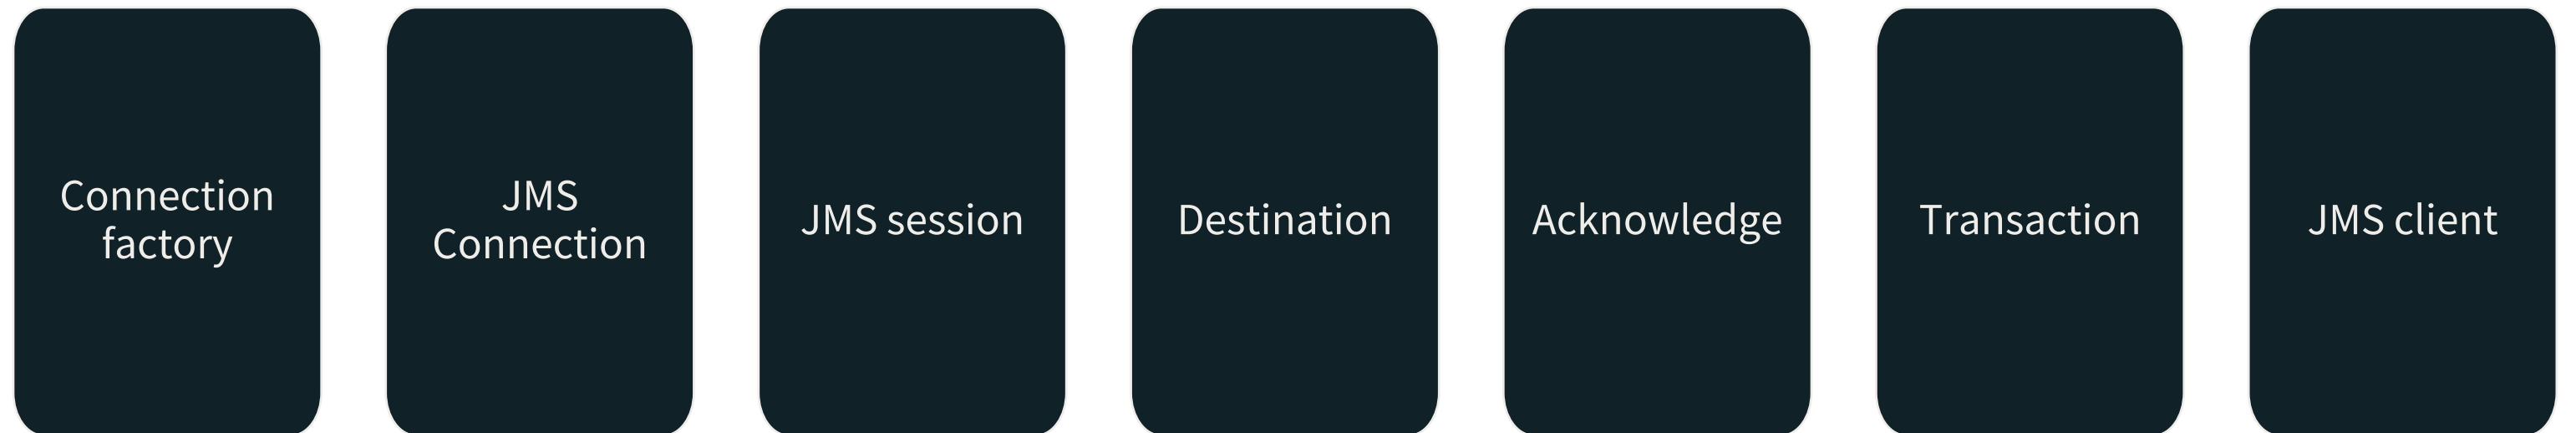 Connection
factory
JMS
Connection
JMS session
Destination
Acknowledge
Transaction
JMS client